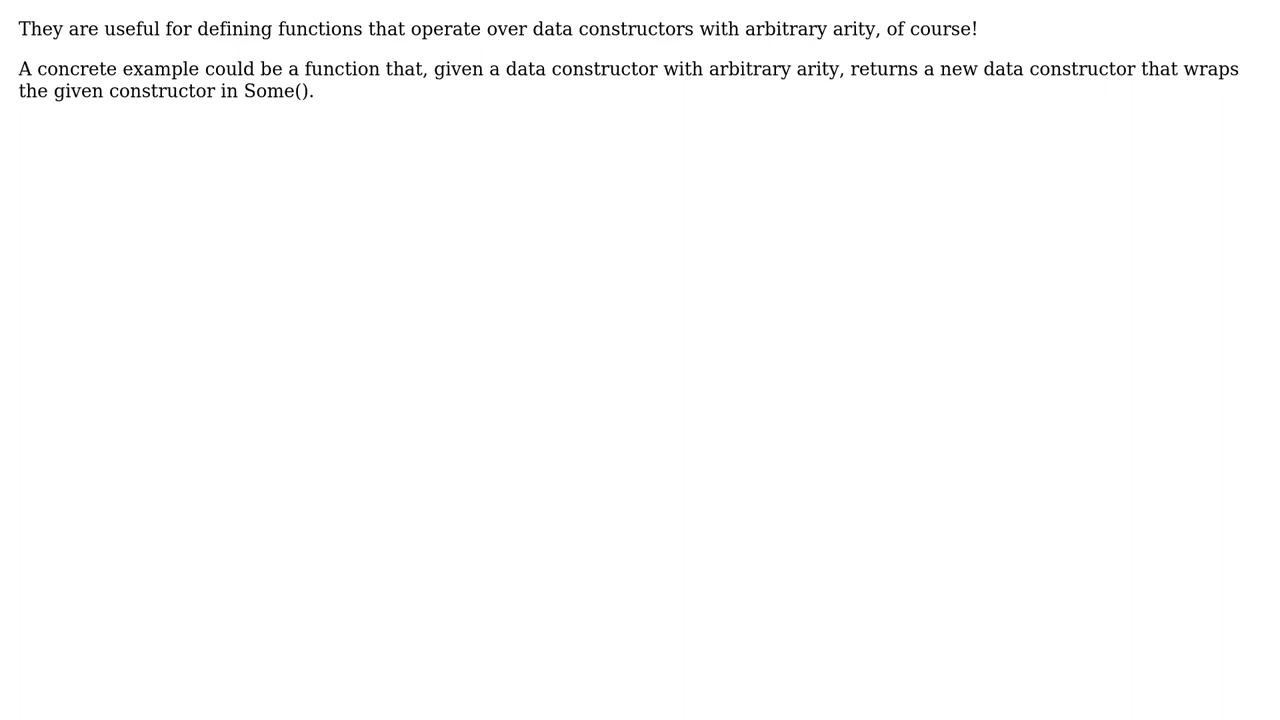 They are useful for defining functions that operate over data constructors with arbitrary arity, of course!
A concrete example could be a function that, given a data constructor with arbitrary arity, returns a new data constructor that wraps
the given constructor in Some().